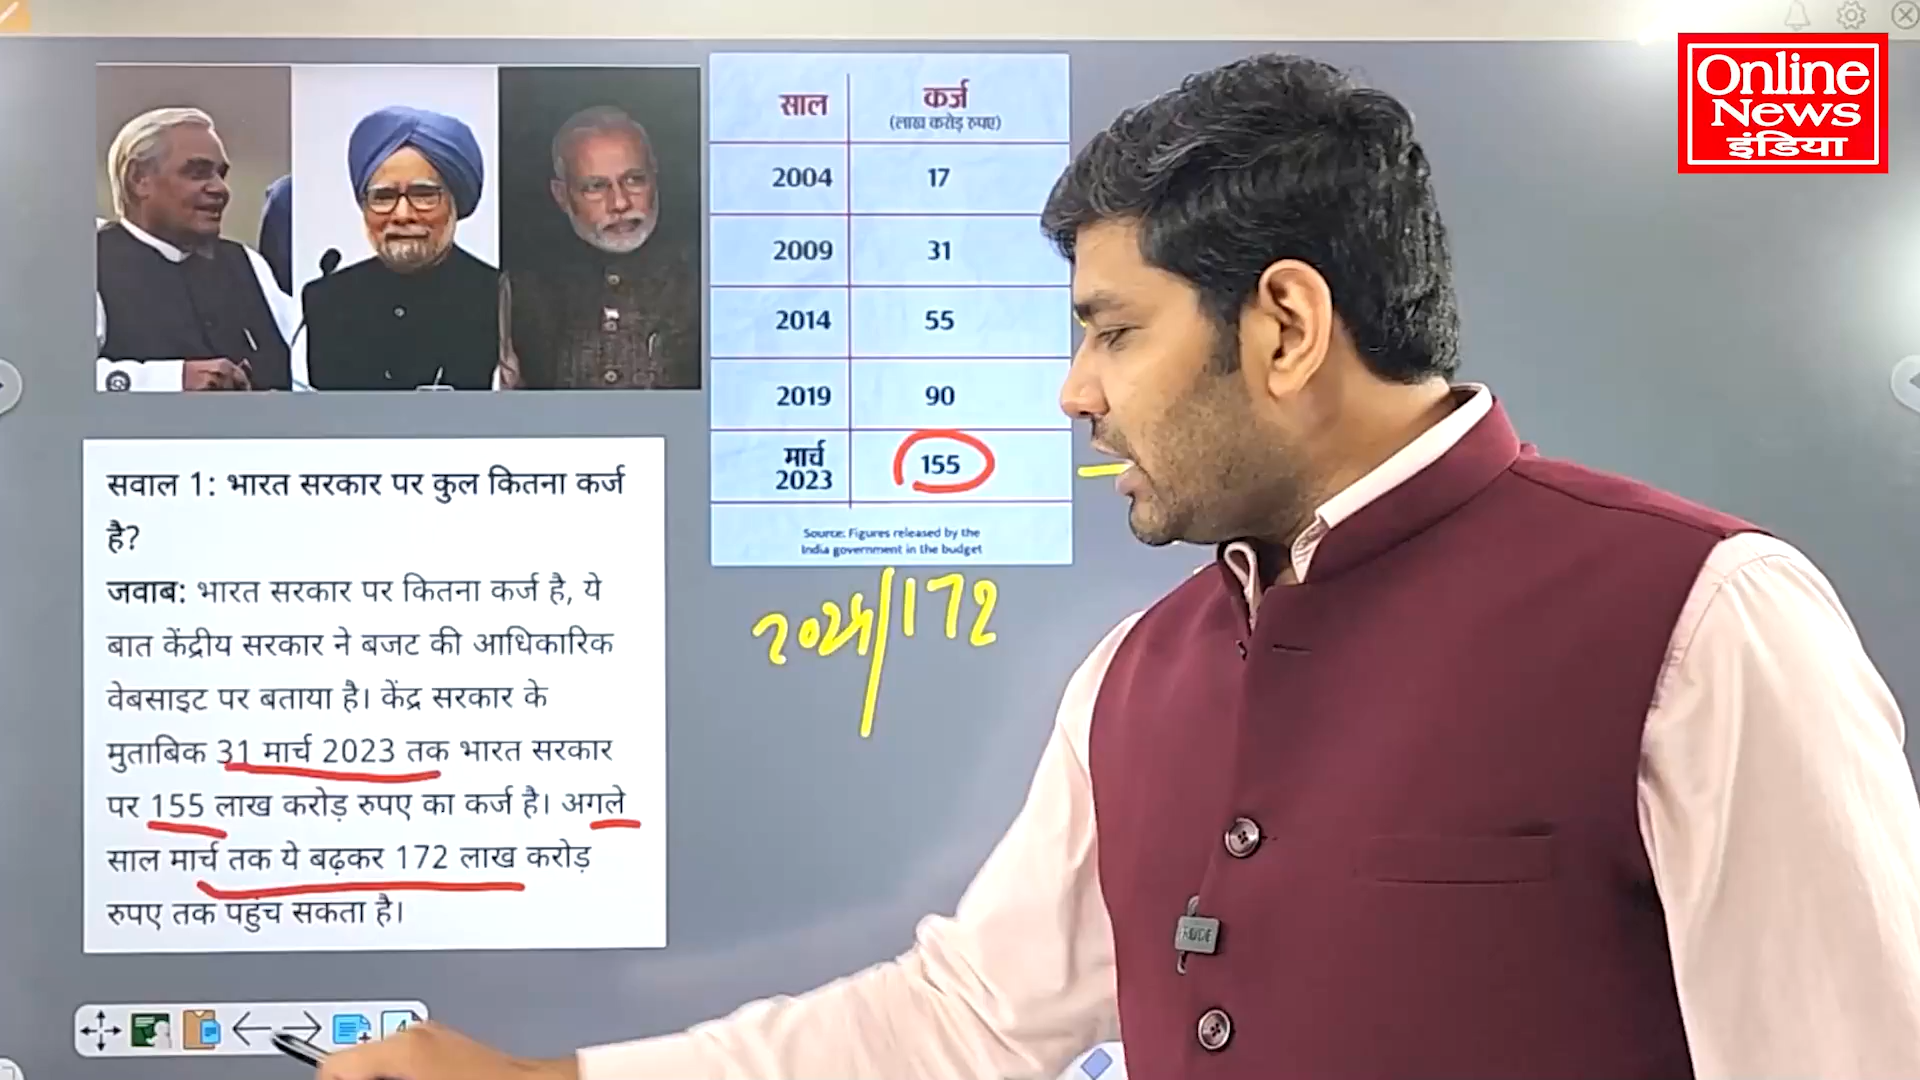 Online
News
इंडिया
साल कर्ज
(लाख करोड़ रुपए)
2004 17
2009 31
2014 55
2019 90
मार्च
2023 155
Source: Figures released by the
India government in the budget
172
सवाल 1: भारत सरकार पर कुल कितना कर्ज
है?
जवाब: भारत सरकार पर कितना कर्ज है, ये
बात केंद्रीय सरकार ने बजट की आधिकारिक
वेबसाइट पर बताया है। केंद्र सरकार के
मुताबिक 31 मार्च 2023 तक भारत सरकार
पर 155 लाख करोड़ रुपए का कर्ज है। अगले
साल मार्च तक ये बढ़कर 172 लाख करोड़
रुपए तक पहुंच सकता है।